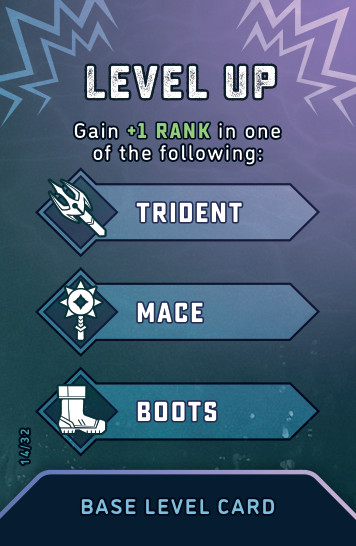 LEVEL UP
Gain +1 RANK in one
of the following:
TRIDENT
MACE
BOOTS
14/32
BASE LEVEL CARD